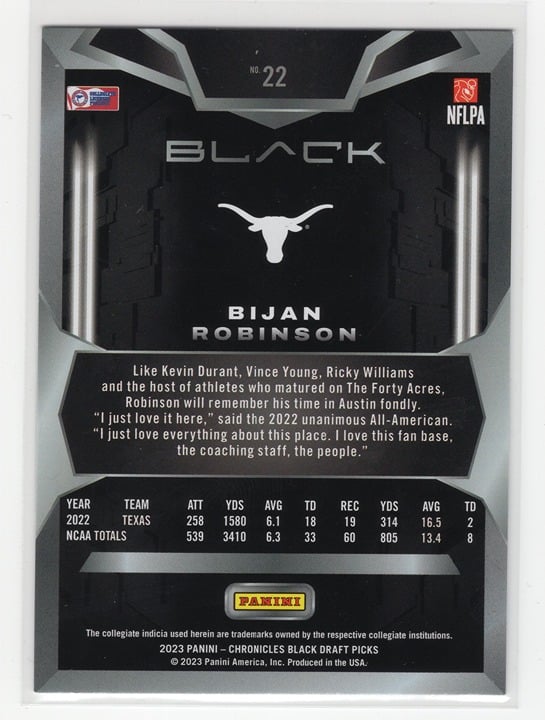 NO. 22
NFLPA
BLACK
BIJAN
ROBINSON
Like Kevin Durant, Vince Young, Ricky Williams
and the host of athletes who matured on The Forty Acres,
Robinson will remember his time in Austin fondly.
“I just love it here,” said the 2022 unanimous All-American.
“I just love everything about this place. I love this fan base,
the coaching staff, the people.”
YEAR TEAM ATT YDS AVG TD REC YDS AVG TD
2022 TEXAS 258 1580 6.1 18 19 314 16.5 2
NCAA TOTALS 539 3410 6.3 33 60 805 13.4 8
PANINI
The collegiate indicia used herein are trademarks owned by the respective collegiate institutions.
2023 PANINI – CHRONICLES BLACK DRAFT PICKS
© 2023 Panini America, Inc. Produced in the USA.